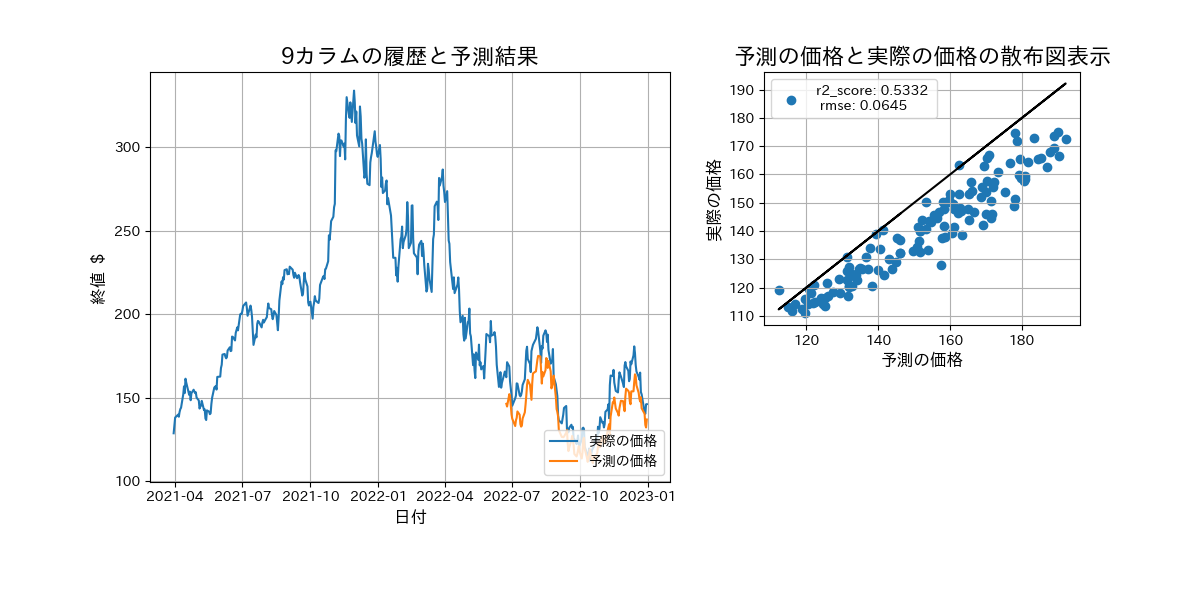 9カラムの履歴と予測結果
300
250
200
150
100
終値 $
2021-04 2021-07 2021-10 2022-01 2022-04 2022-07 2022-10 2023-01
日付
実際の価格
予測の価格
予測の価格と実際の価格の散布図表示
r2_score: 0.5332
rmse: 0.0645
190
180
170
160
150
140
130
120
110
実際の価格
120 140 160 180
予測の価格